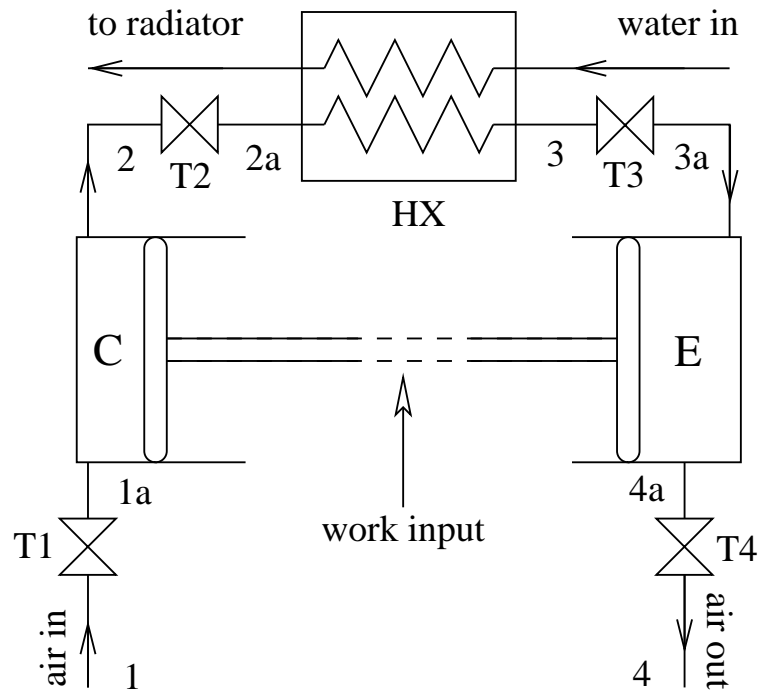 to radiator
water in
2
T2
2a
3
T3
3a
HX
C
E
1a
4a
work input
T1
T4
air in
air out
1
4